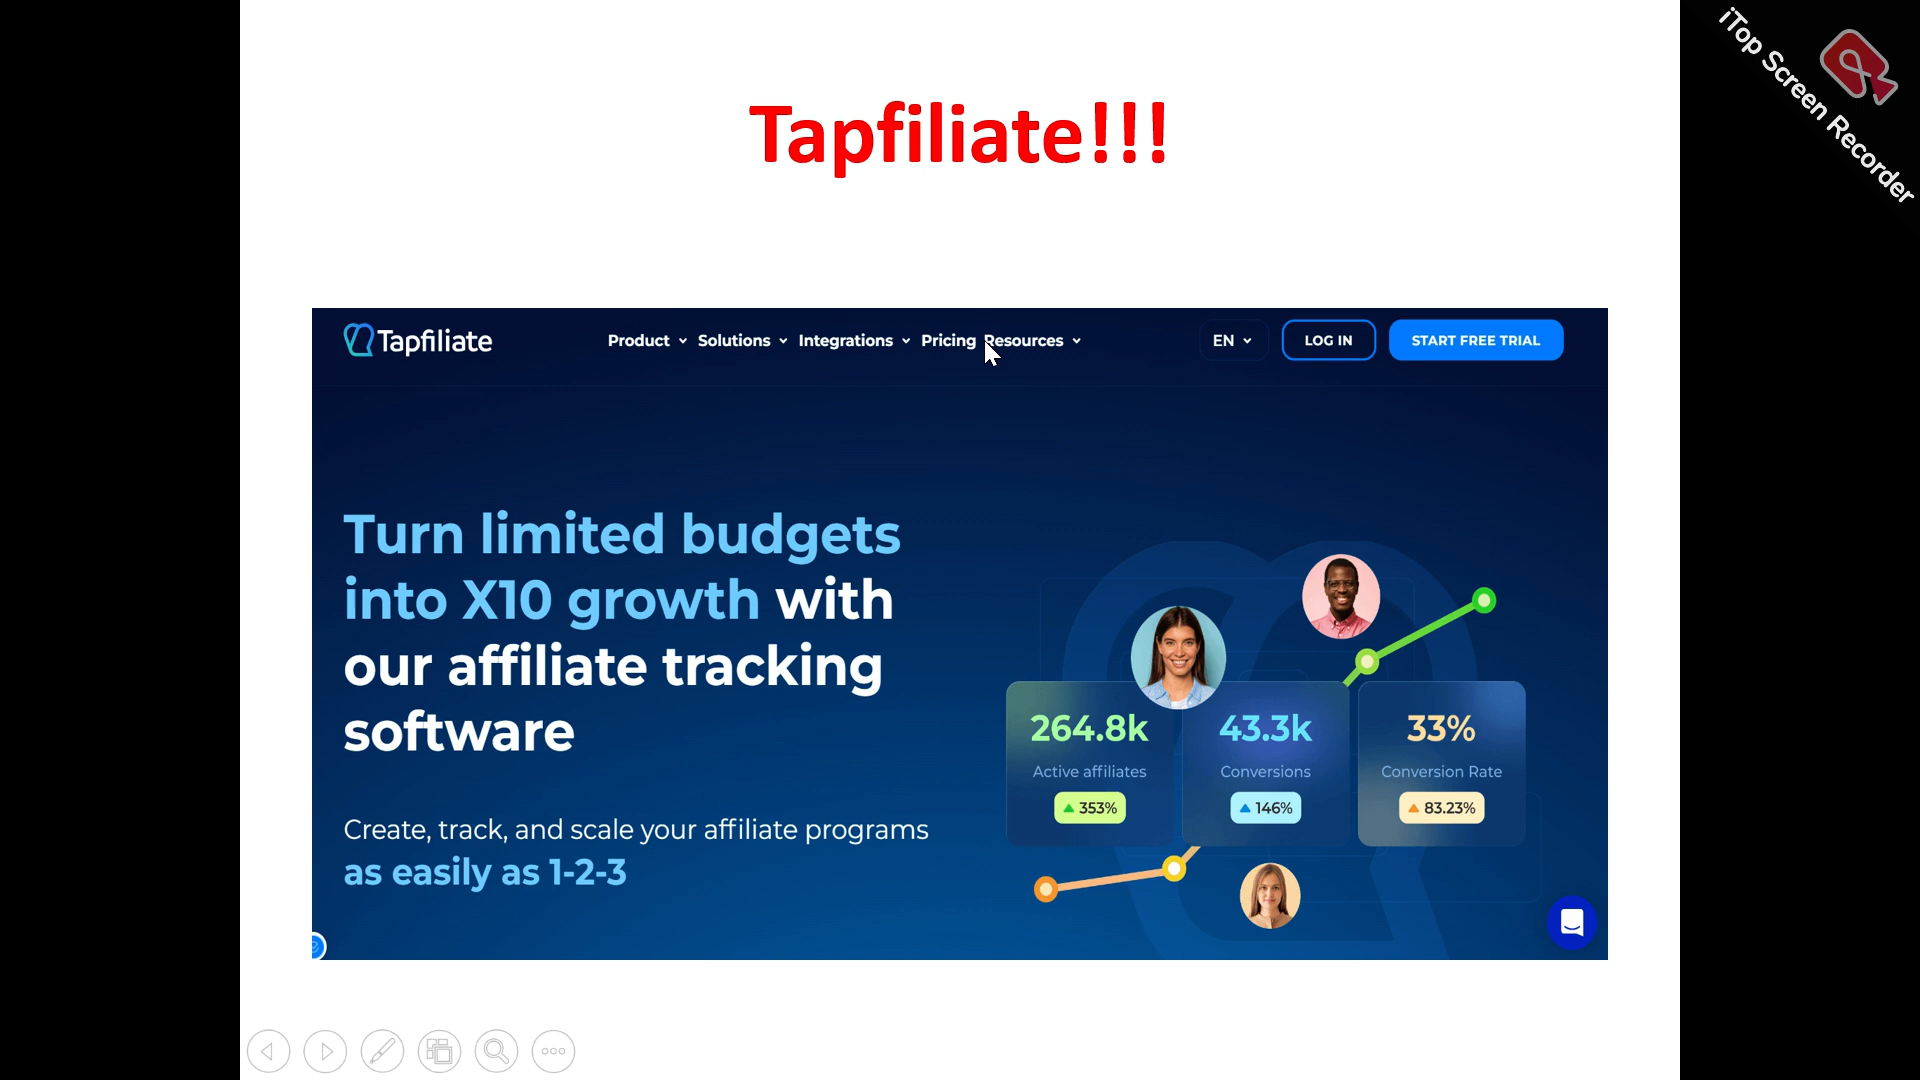 iTop Screen Recorder
Tapfiliate!!!
Tapfiliate
Product Solutions Integrations Pricing Resources EN LOG IN START FREE TRIAL
Turn limited budgets
into X10 growth with
our affiliate tracking
software
Create, track, and scale your affiliate programs
as easily as 1-2-3
264.8k
Active affiliates
353%
43.3k
Conversions
146%
33%
Conversion Rate
83.23%